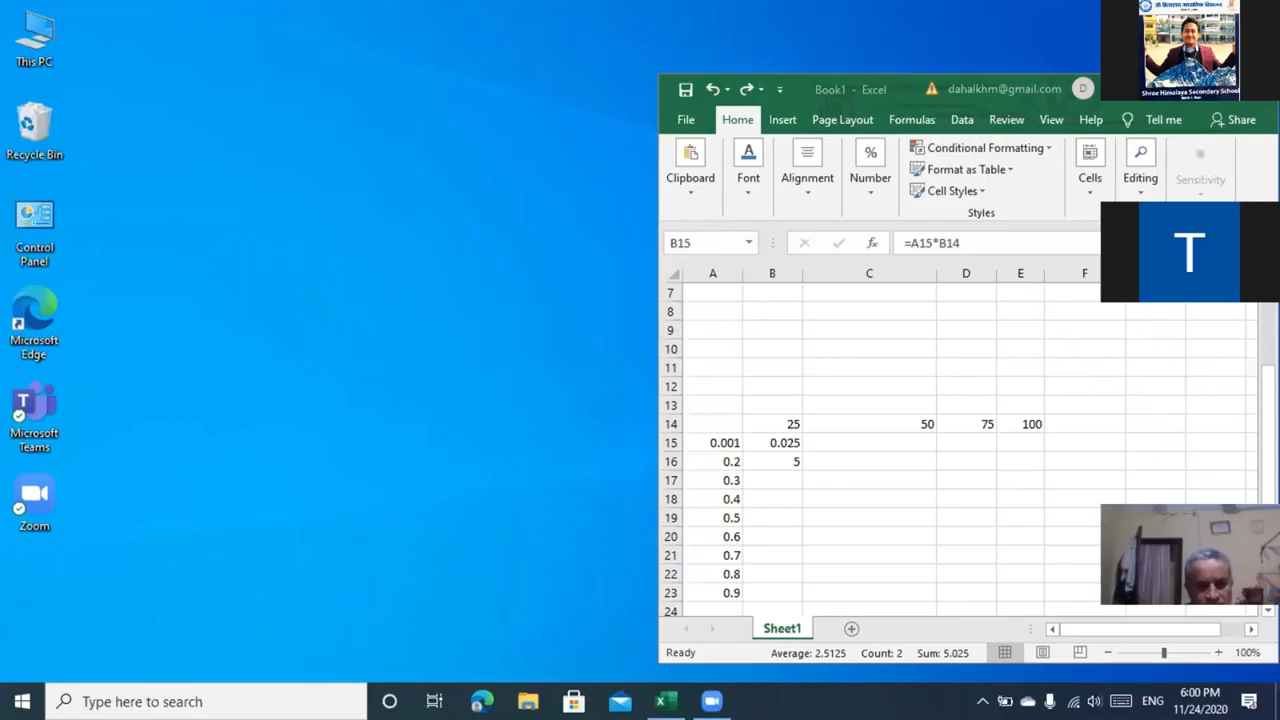 This PC
Recycle Bin
Control
Panel
Microsoft
Edge
Microsoft
Teams
Zoom
Book1 - Excel
dahalkhm@gmail.com
D
File Home Insert Page Layout Formulas Data Review View Help Tell me Share
Clipboard
Font
Alignment
%
Number
Conditional Formatting
Format as Table
Cell Styles
Styles
Cells
Editing
Sensitivity
B15 fx =A15*B14
A B C D E F
7
8
9
10
11
12
13
14 25 50 75 100
15 0.001 0.025
16 0.2 5
17 0.3
18 0.4
19 0.5
20 0.6
21 0.7
22 0.8
23 0.9
24
Sheet1
Ready Average: 2.5125 Count: 2 Sum: 5.025 100%
Shree Himalaya Secondary School
T
Type here to search
ENG
6:00 PM
11/24/2020